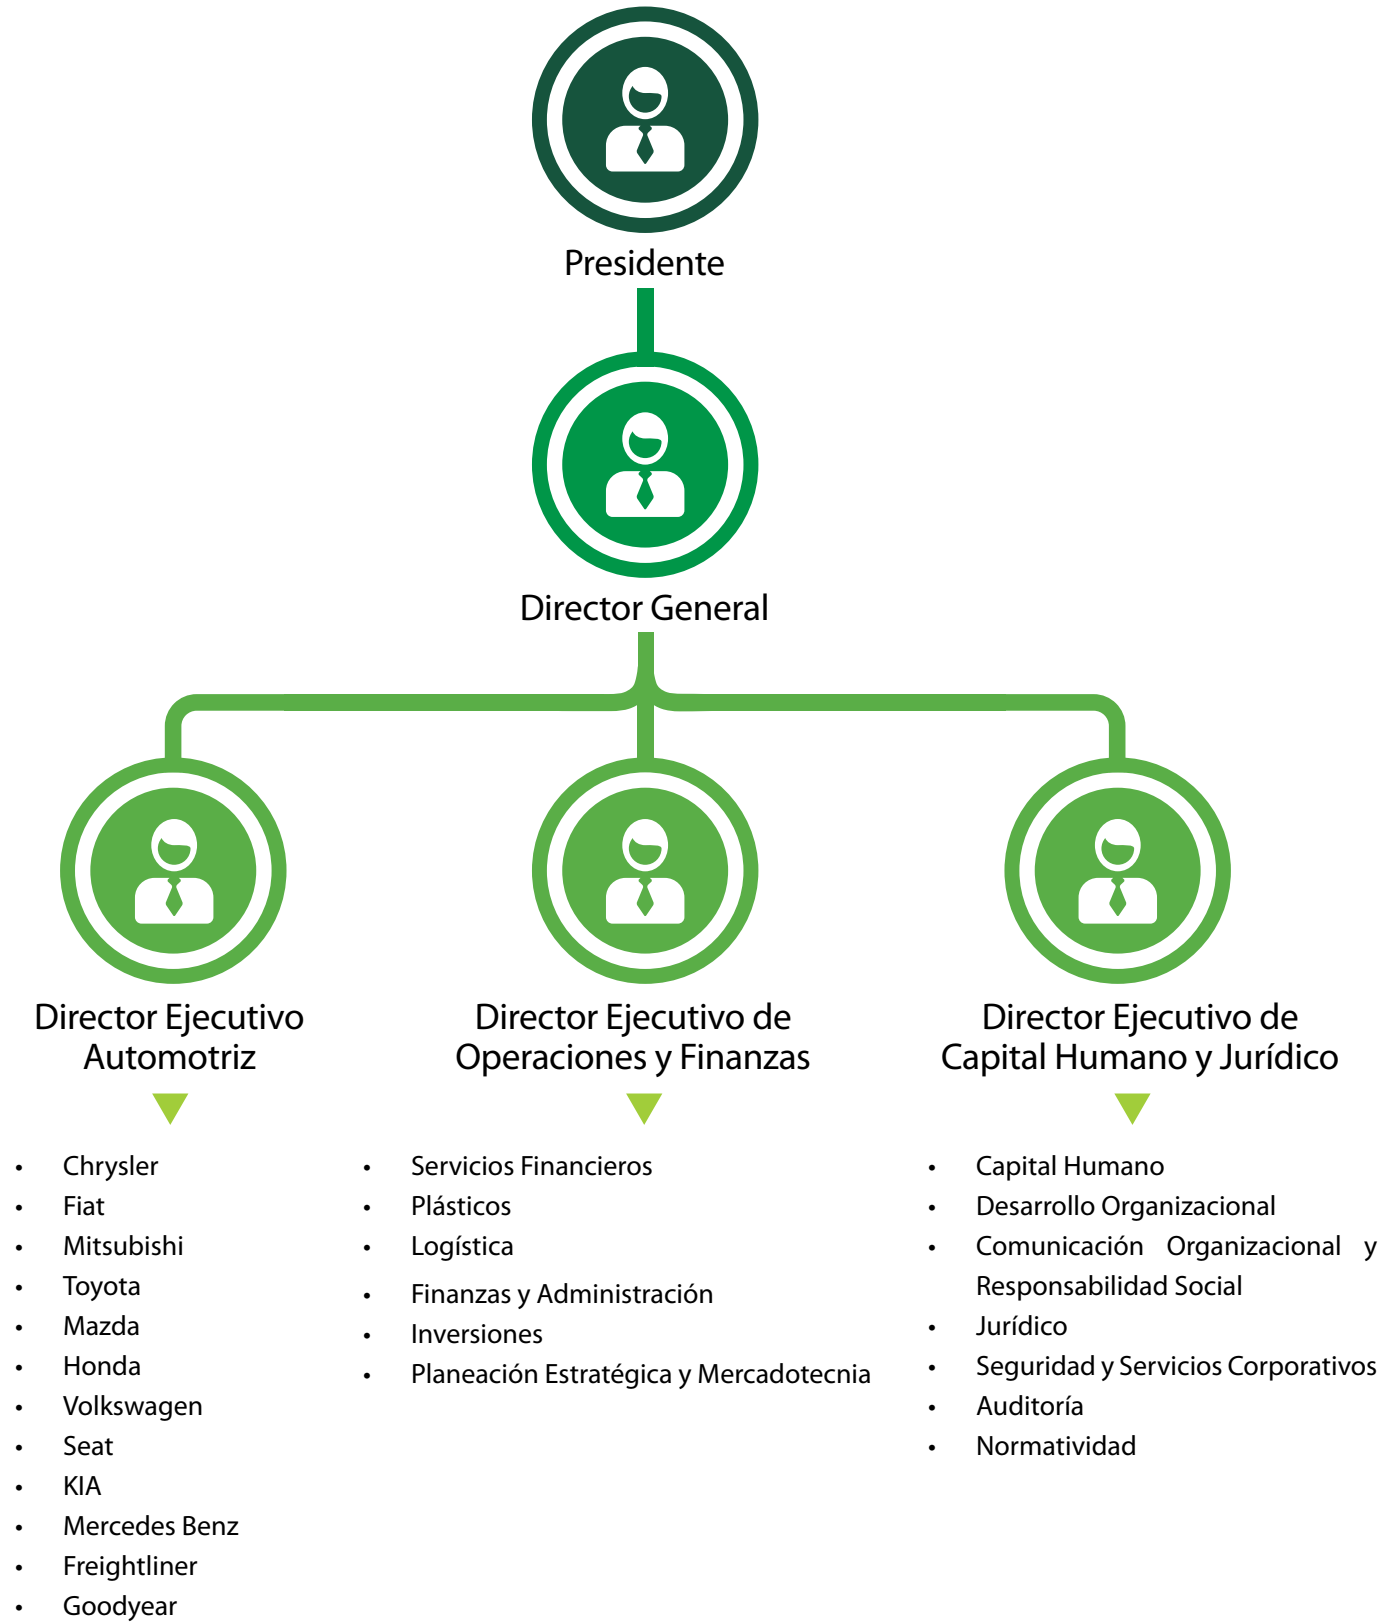 Presidente
Director General
Director Ejecutivo
Automotriz
• Chrysler
• Fiat
• Mitsubishi
• Toyota
• Mazda
• Honda
• Volkswagen
• Seat
• KIA
• Mercedes Benz
• Freightliner
• Goodyear
Director Ejecutivo de
Operaciones y Finanzas
• Servicios Financieros
• Plásticos
• Logística
• Finanzas y Administración
• Inversiones
• Planeación Estratégica y Mercadotecnia
Director Ejecutivo de
Capital Humano y Jurídico
• Capital Humano
• Desarrollo Organizacional
• Comunicación Organizacional y
Responsabilidad Social
• Jurídico
• Seguridad y Servicios Corporativos
• Auditoría
• Normatividad